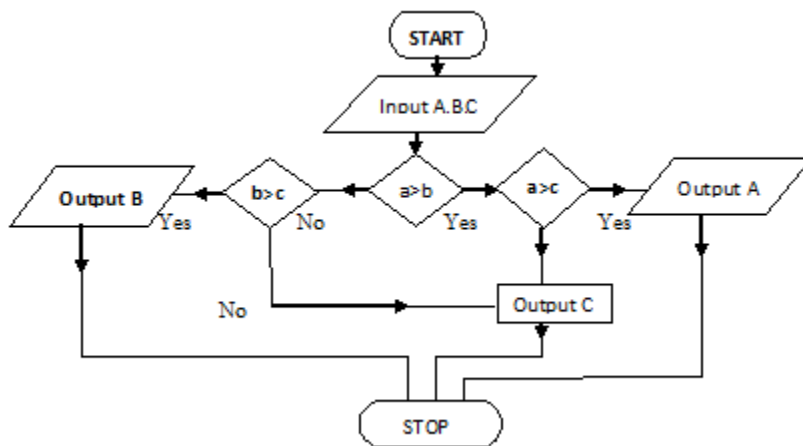 START
Input A.B.C
b>c
a>b
a>c
Output B
Output A
Yes
No
Yes
Yes
No
Output C
STOP